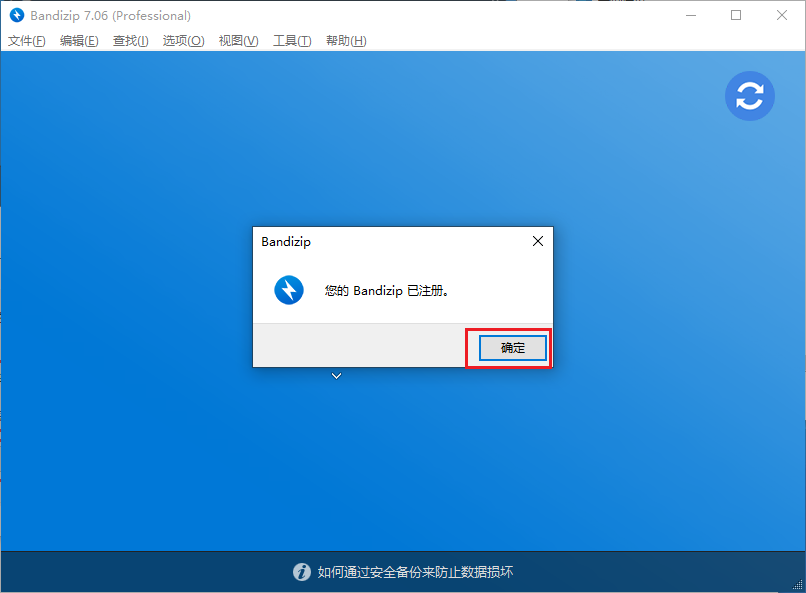 Bandizip 7.06 (Professional)
文件(F) 编辑(E) 查找(I) 选项(O) 视图(V) 工具(T) 帮助(H)
Bandizip
您的 Bandizip 已注册。
确定
如何通过安全备份来防止数据损坏